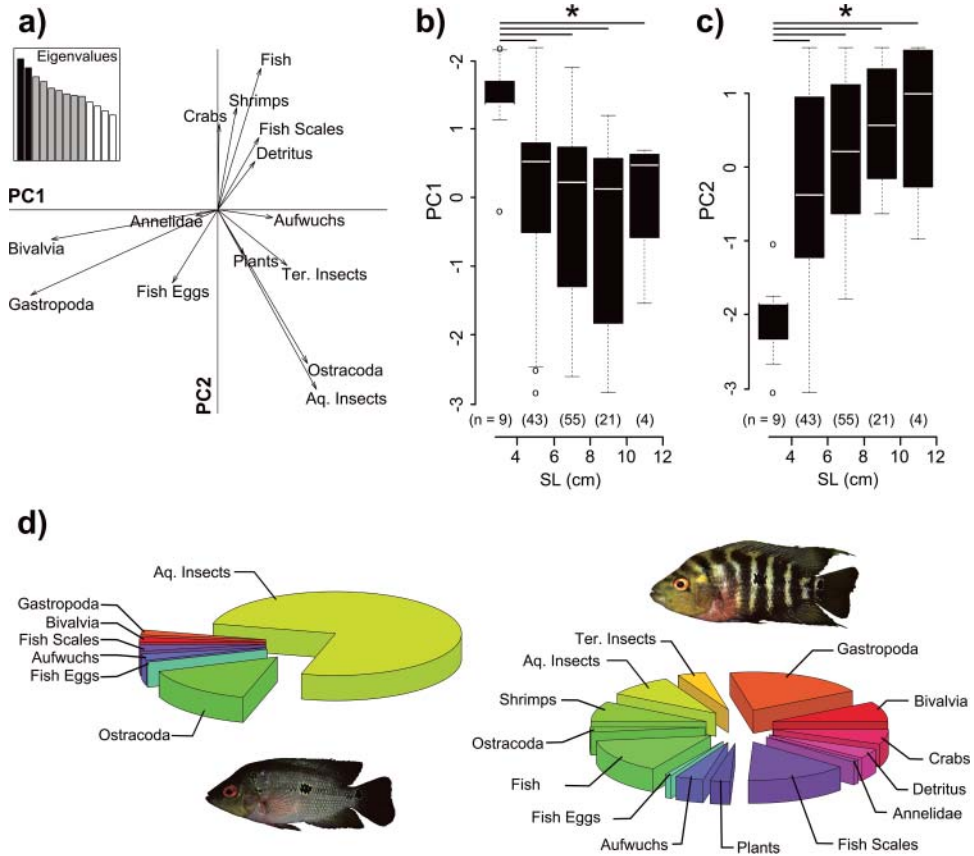 a)
Eigenvalues
Fish
Shrimps
Crabs
Fish Scales
Detritus
PC1
Annelidae
Aufwuchs
Bivalvia
Plants
Ter. Insects
Fish Eggs
Gastropoda
Ostracoda
PC2
Aq. Insects
b)
*
-2
1
0
-1
-2
-3
PC1
(n = 9) (43) (55) (21) (4)
4 6 8 10 12
SL (cm)
c)
*
1
0
-1
-2
-3
PC2
(n = 9) (43) (55) (21) (4)
4 6 8 10 12
SL (cm)
d)
Aq. Insects
Gastropoda
Bivalvia
Fish Scales
Aufwuchs
Fish Eggs
Ostracoda
Ter. Insects
Gastropoda
Aq. Insects
Bivalvia
Shrimps
Ostracoda
Crabs
Fish
Detritus
Annelidae
Fish Eggs
Aufwuchs
Plants
Fish Scales